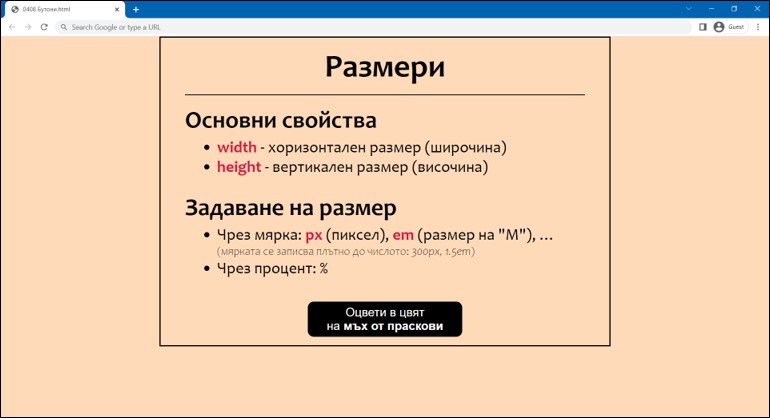 0408 Бутони.html
Search Google or type a URL
Guest
Размери
Основни свойства
width - хоризонтален размер (широчина)
height - вертикален размер (височина)
Задаване на размер
Чрез мярка: px (пиксел), em (размер на "M"), ...
(мярката се записва плътно до числото: 300px, 1.5em)
Чрез процент: %
Оцвети в цвят
на мъх от праскови